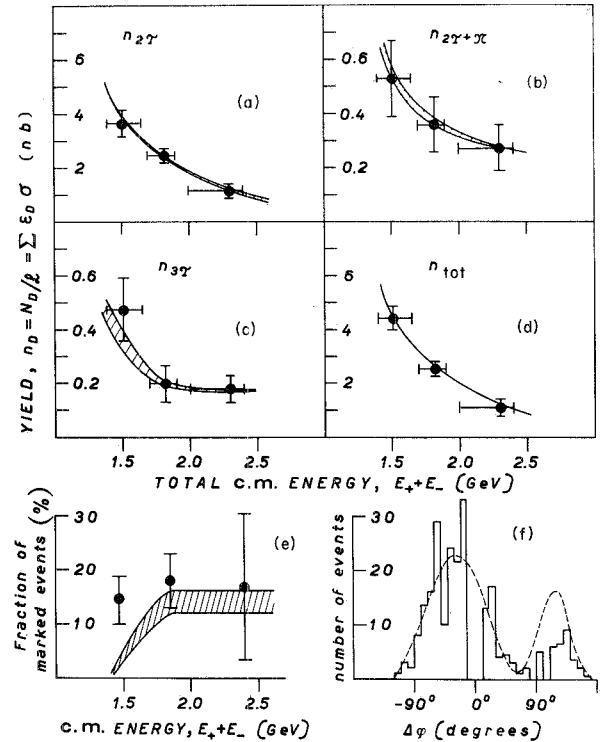 n2γ
(a)
6
4
2
n2γ+π
(b)
0.6
0.4
0.2
YIELD, nD = ND/ℓ = Σ εD σ (nb)
n3γ
(c)
0.6
0.4
0.2
ntot
(d)
6
4
2
1.5 2.0 2.5 1.5 2.0 2.5
TOTAL c.m. ENERGY, E+ + E- [GeV]
Fraction of
marked events (%)
30
20
10
(e)
1.5 2.0 2.5
c.m. ENERGY, E+ + E- [GeV]
number of events
30
20
10
(f)
-90° 0° 90°
Δφ [degrees]